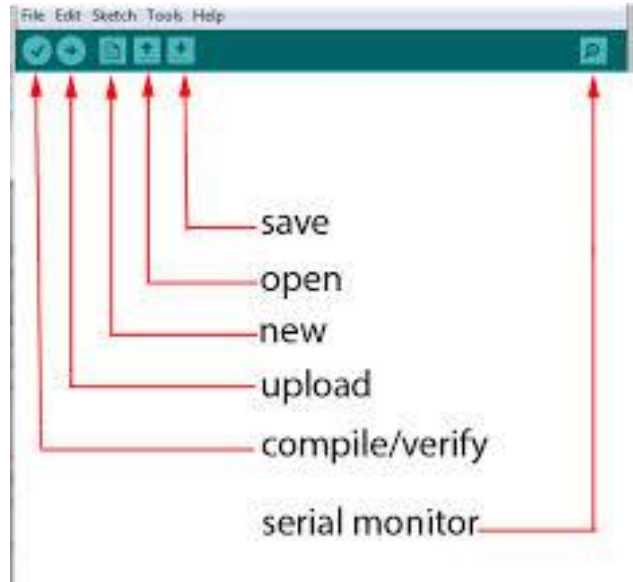 File Edit Sketch Tools Help
save
open
new
upload
compile/verify
serial monitor